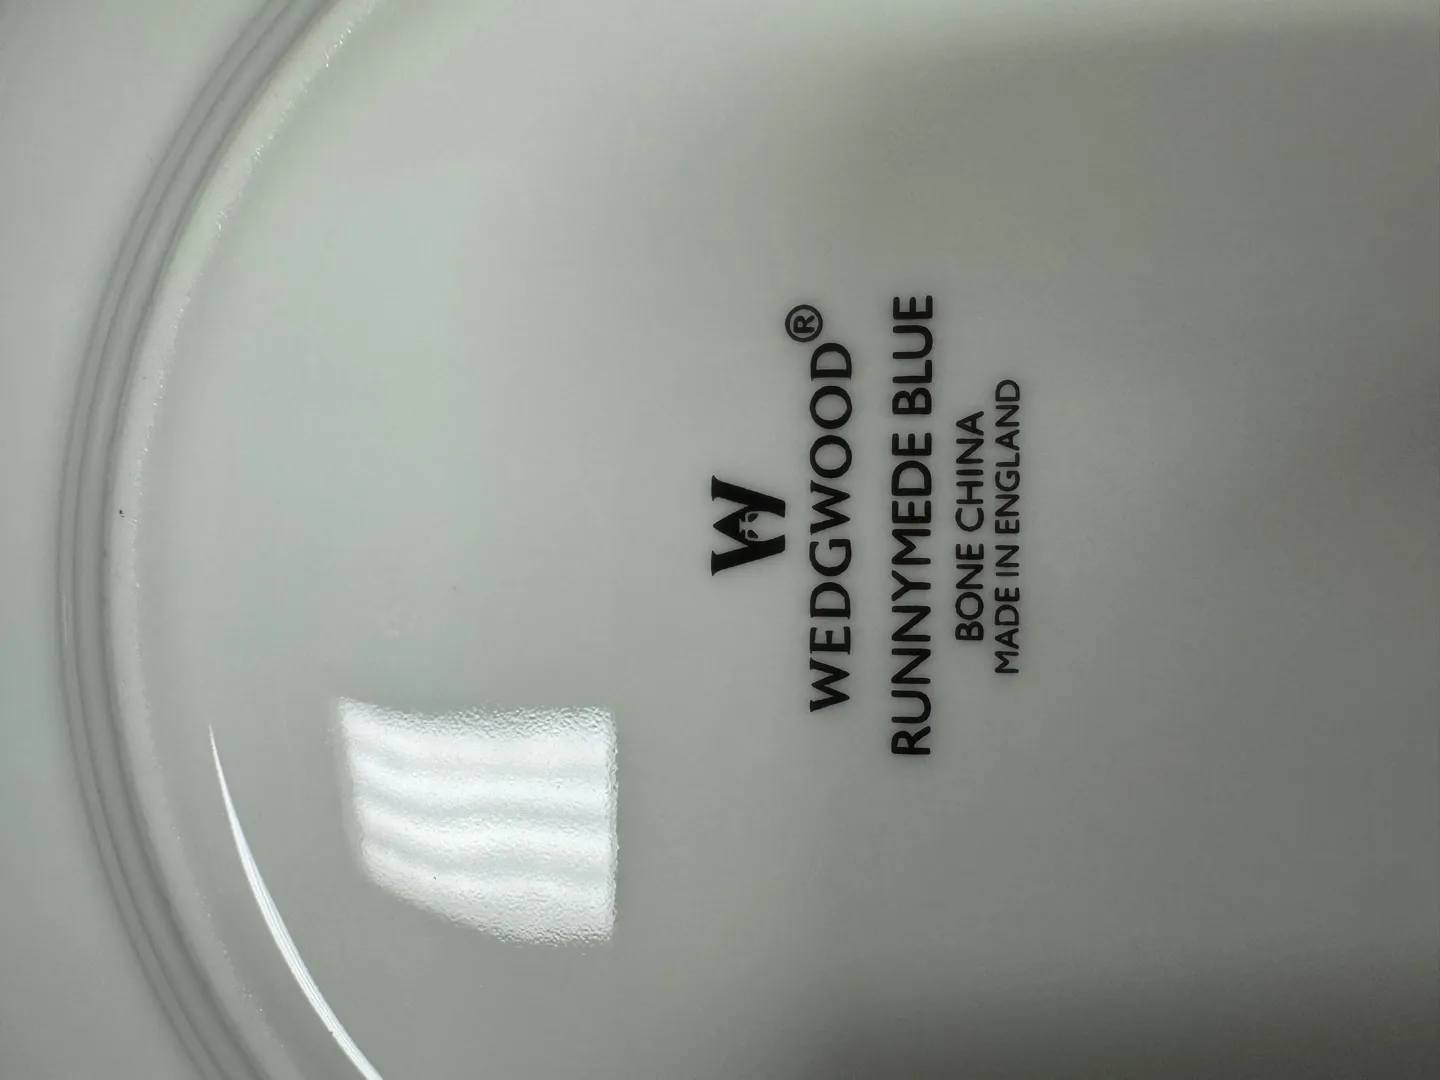 W
WEDGWOOD®
RUNNYMEDE BLUE
BONE CHINA
MADE IN ENGLAND